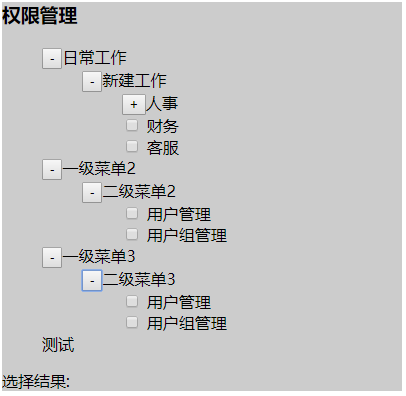 权限管理
- 日常工作
- 新建工作
+ 人事
财务
客服
- 一级菜单2
- 二级菜单2
用户管理
用户组管理
- 一级菜单3
- 二级菜单3
用户管理
用户组管理
测试
选择结果: